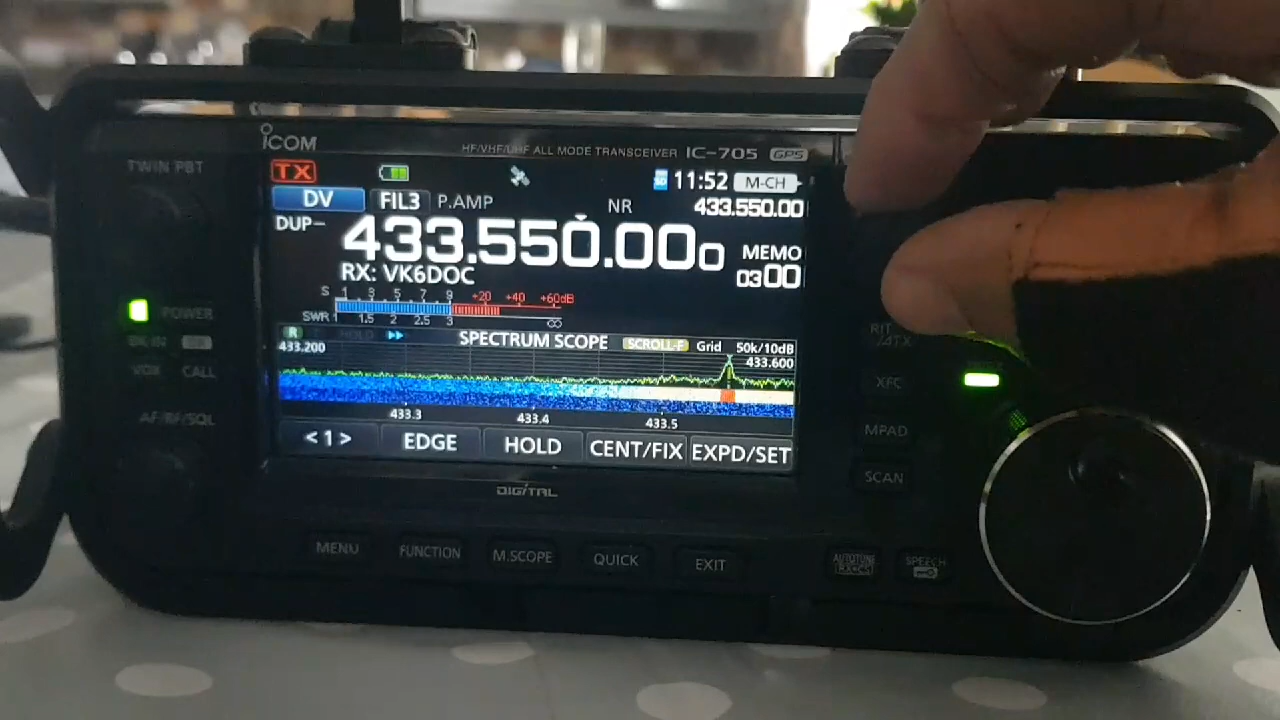 ICOM
HF/VHF/UHF ALL MODE TRANSCEIVER IC-705 GPS
TWIN PBT
TX 11:52 M-CH
DV FIL3 P.AMP NR 433.550.00
DUP−
433.550.000 MEMO
RX: VK6DOC 0300
S 1 3 5 7 9 +20 +40 +60dB
SWR 1 1.5 2 2.5 3 ∞
R HOLD SPECTRUM SCOPE SCROLL-F Grid 50k/10dB
433.200 433.600
433.3 433.4 433.5
<1> EDGE HOLD CENT/FIX EXPD/SET
POWER
BK-IN
VOX CALL
AF/RF/SQL
RIT
XFC
MPAD
SCAN
DIGITAL
MENU FUNCTION M.SCOPE QUICK EXIT
AUTOTUNE SPEECH